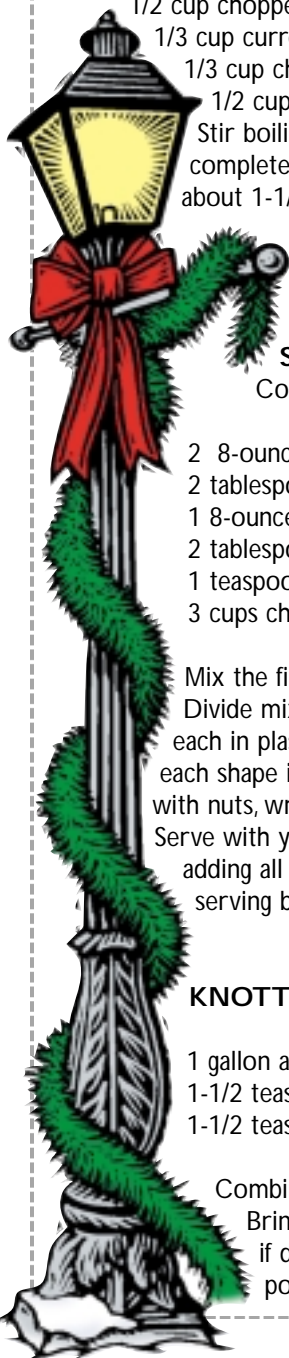 1/2 cup choppe
1/3 cup curr
1/3 cup ch
1/2 cup
Stir boili
complete
about 1-1/
S
Co
2 8-ounc
2 tablespo
1 8-ounce
2 tablespo
1 teaspoo
3 cups ch
Mix the fi
Divide mix
each in plas
each shape i
with nuts, wr
Serve with y
adding all
serving b
KNOTT
1 gallon a
1-1/2 teas
1-1/2 teas
Combi
Brin
if d
po